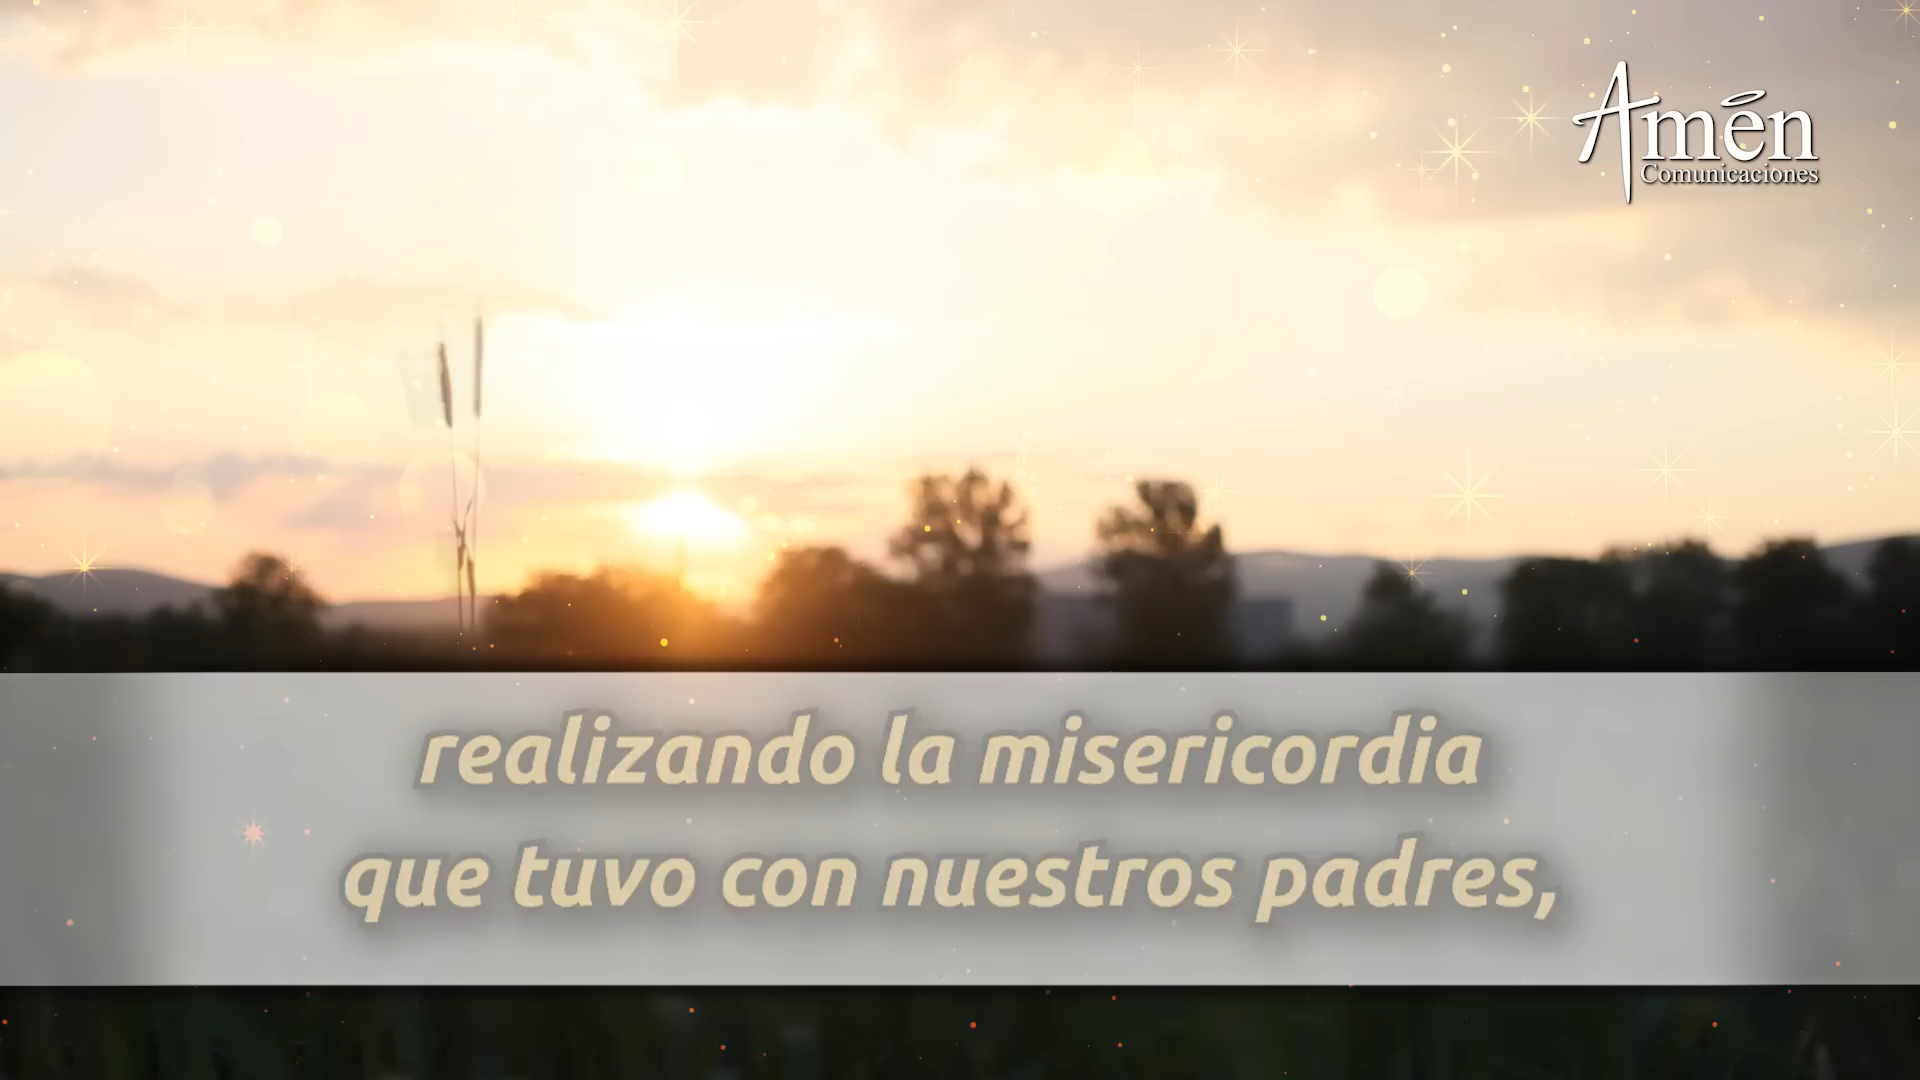 Amén
Comunicaciones
realizando la misericordia
que tuvo con nuestros padres,